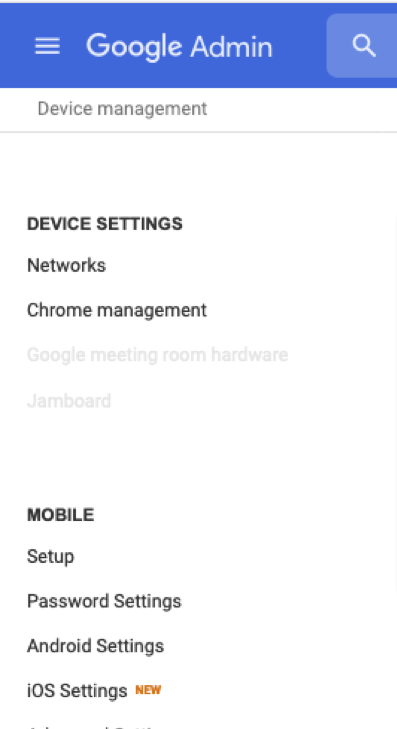 Google Admin
Device management
DEVICE SETTINGS
Networks
Chrome management
Google meeting room hardware
Jamboard
MOBILE
Setup
Password Settings
Android Settings
iOS Settings NEW